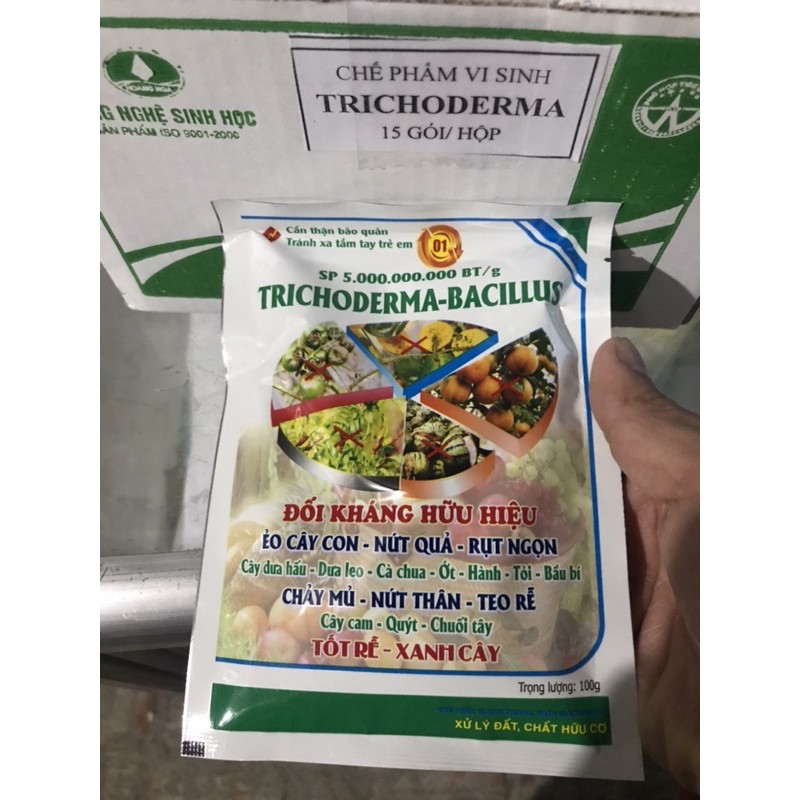 HOÀNG HOA
G NGHỆ SINH HỌC
ẢN PHẨM ISO 9001-2000
CHẾ PHẨM VI SINH
TRICHODERMA
15 GÓI/ HỘP
Cẩn thận bảo quản
Tránh xa tầm tay trẻ em
01
SP 5.000.000.000 BT/g
TRICHODERMA-BACILLUS
ĐỐI KHÁNG HỮU HIỆU
ẺO CÂY CON - NỨT QUẢ - RỤT NGỌN
Cây dưa hấu - Dưa leo - Cà chua - Ớt - Hành - Tỏi - Bầu bí
CHẢY MỦ - NỨT THÂN - TEO RỄ
Cây cam - Quýt - Chuối tây
TỐT RỄ - XANH CÂY
Trọng lượng: 100g
XỬ LÝ ĐẤT, CHẤT HỮU CƠ